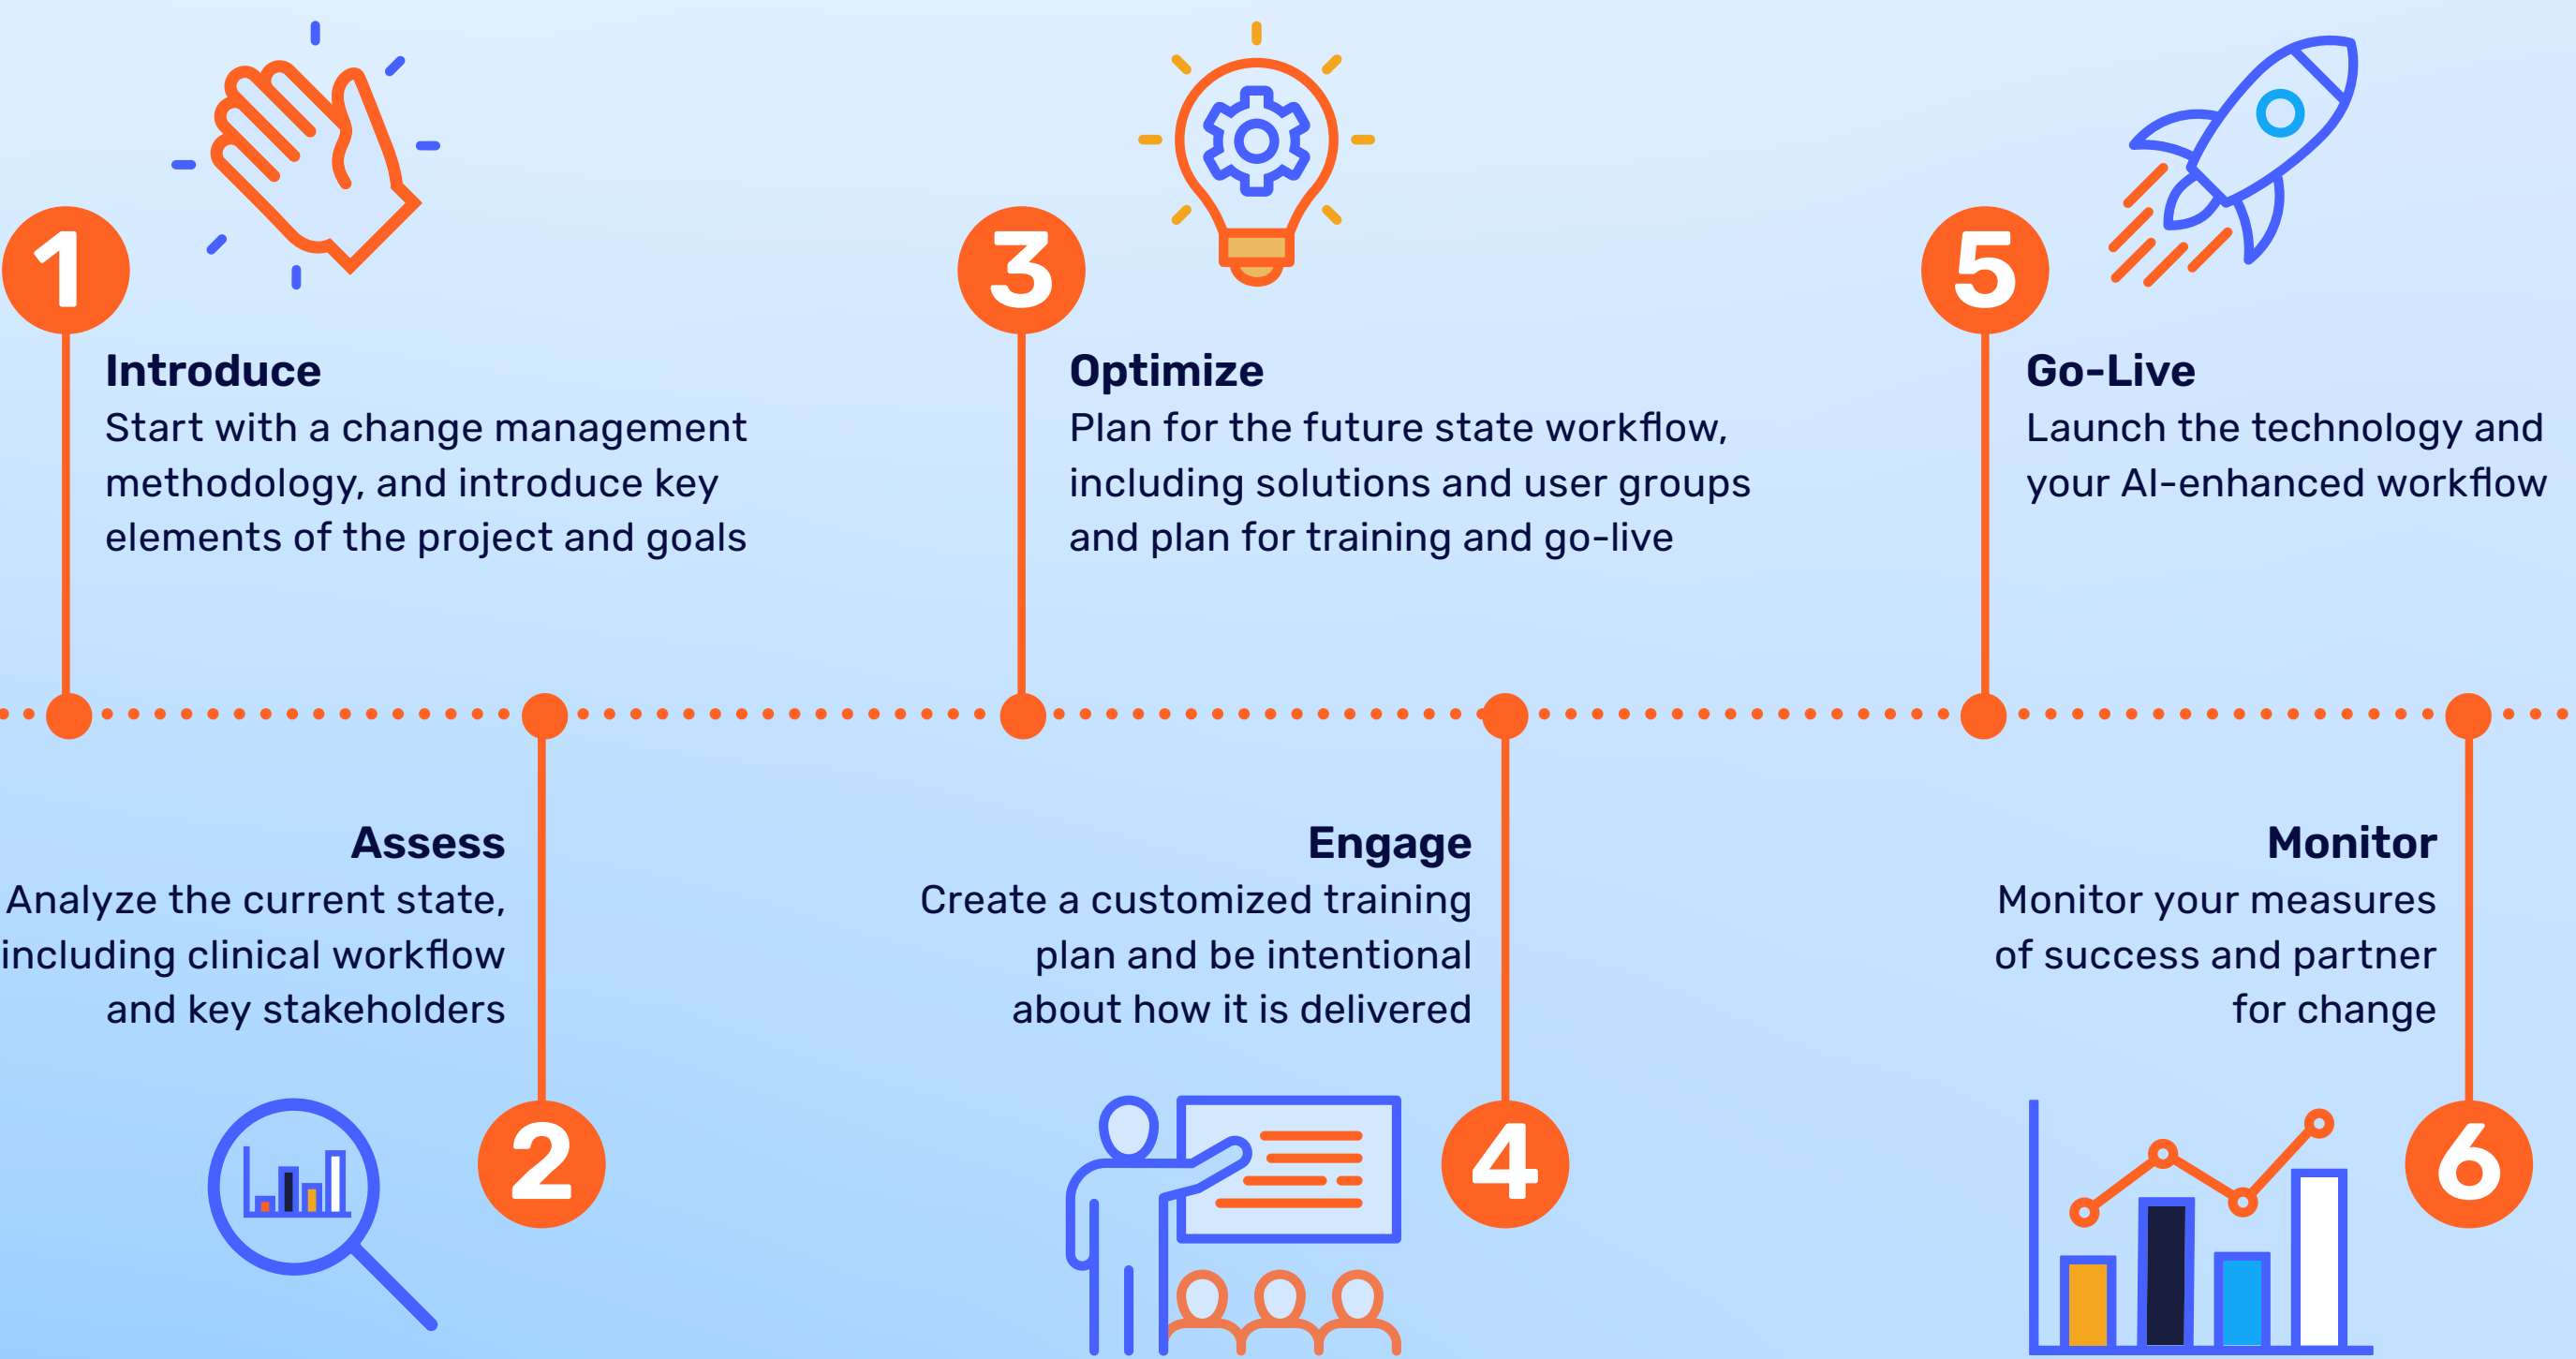 1
Introduce
Start with a change management
methodology, and introduce key
elements of the project and goals
2
Assess
Analyze the current state,
including clinical workflow
and key stakeholders
3
Optimize
Plan for the future state workflow,
including solutions and user groups
and plan for training and go-live
4
Engage
Create a customized training
plan and be intentional
about how it is delivered
5
Go-Live
Launch the technology and
your AI-enhanced workflow
6
Monitor
Monitor your measures
of success and partner
for change